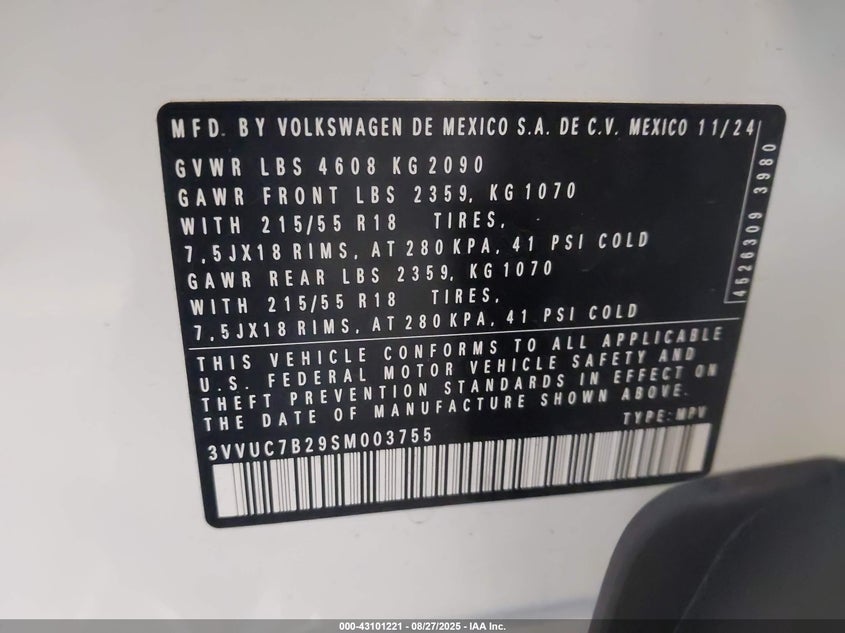 MFD. BY VOLKSWAGEN DE MEXICO S.A. DE C.V. MEXICO 11/24
GVWR LBS 4608 KG 2090
GAWR FRONT LBS 2359, KG 1070
WITH 215/55 R18 TIRES,
7,5JX18 RIMS, AT 280 KPA, 41 PSI COLD
GAWR REAR LBS 2359, KG 1070
WITH 215/55 R18 TIRES,
7,5JX18 RIMS, AT 280 KPA, 41 PSI COLD
4526309 3980
THIS VEHICLE CONFORMS TO ALL APPLICABLE
U.S. FEDERAL MOTOR VEHICLE SAFETY AND
THEFT PREVENTION STANDARDS IN EFFECT ON
THE DATE OF MANUFACTURE SHOWN ABOVE.
TYPE: MPV
3VVUC7B29SM003755
000-43101221 - 08/27/2025 - IAA Inc.